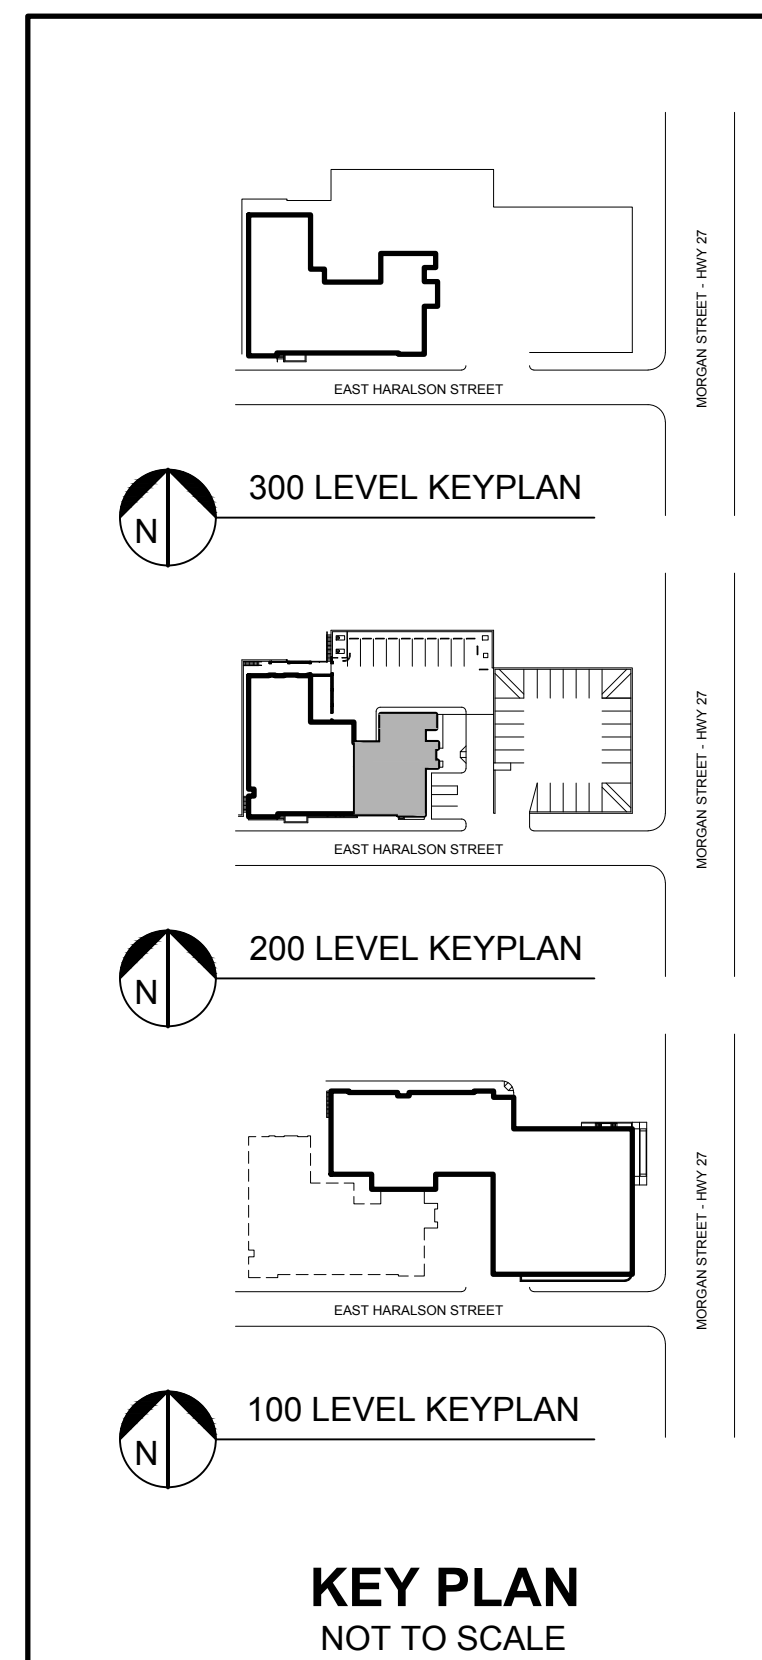 MORGAN STREET - HWY 27
EAST HARALSON STREET
N
300 LEVEL KEYPLAN
MORGAN STREET - HWY 27
EAST HARALSON STREET
N
200 LEVEL KEYPLAN
MORGAN STREET - HWY 27
EAST HARALSON STREET
N
100 LEVEL KEYPLAN
KEY PLAN
NOT TO SCALE